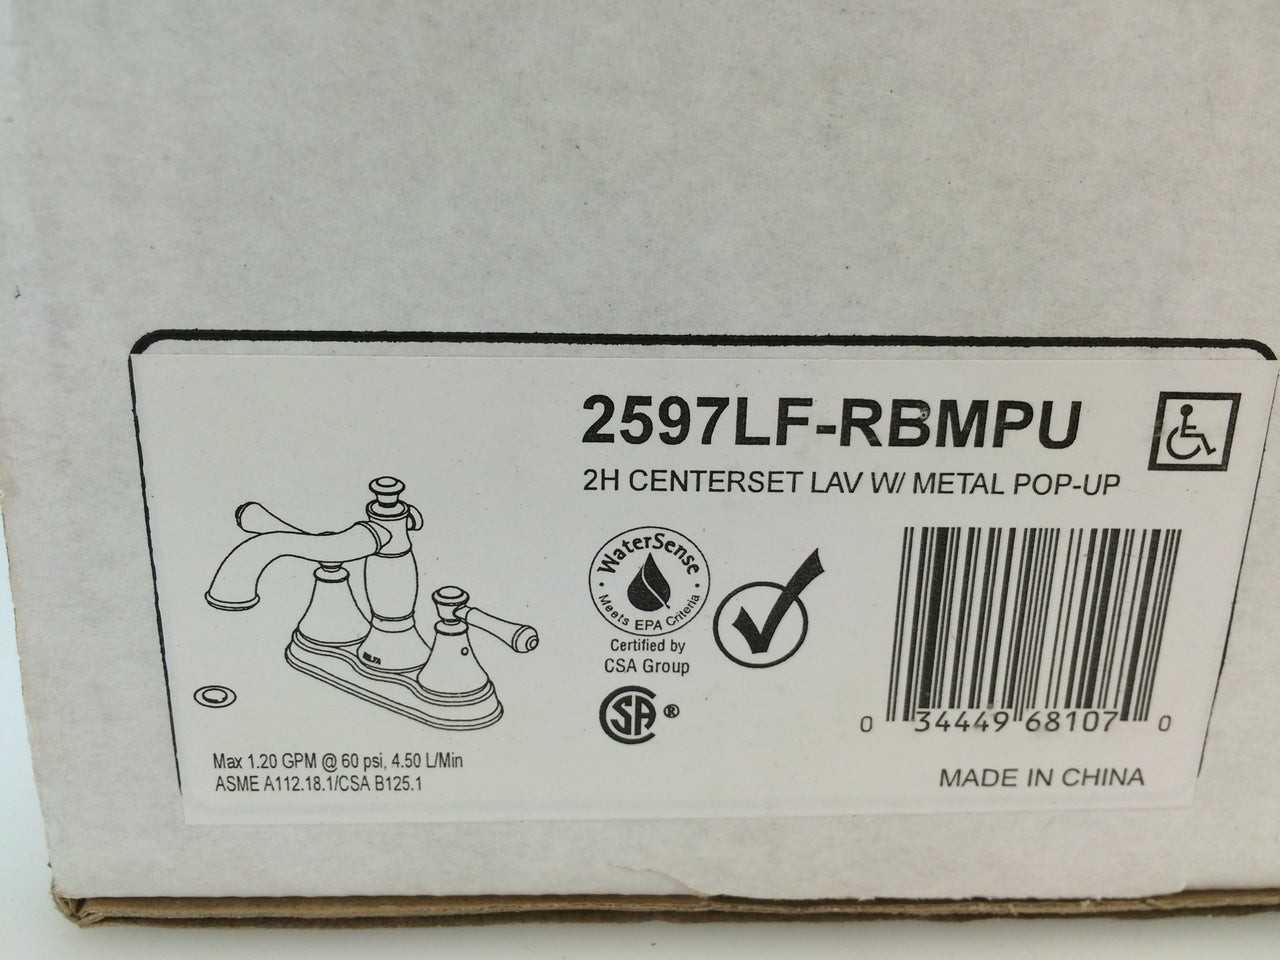 2597LF-RBMPU
2H CENTERSET LAV W/ METAL POP-UP
WaterSense
Meets EPA Criteria
Certified by
CSA Group
SA ®
DELTA
Max 1.20 GPM @ 60 psi, 4.50 L/Min
ASME A112.18.1/CSA B125.1
0 34449 68107 0
MADE IN CHINA